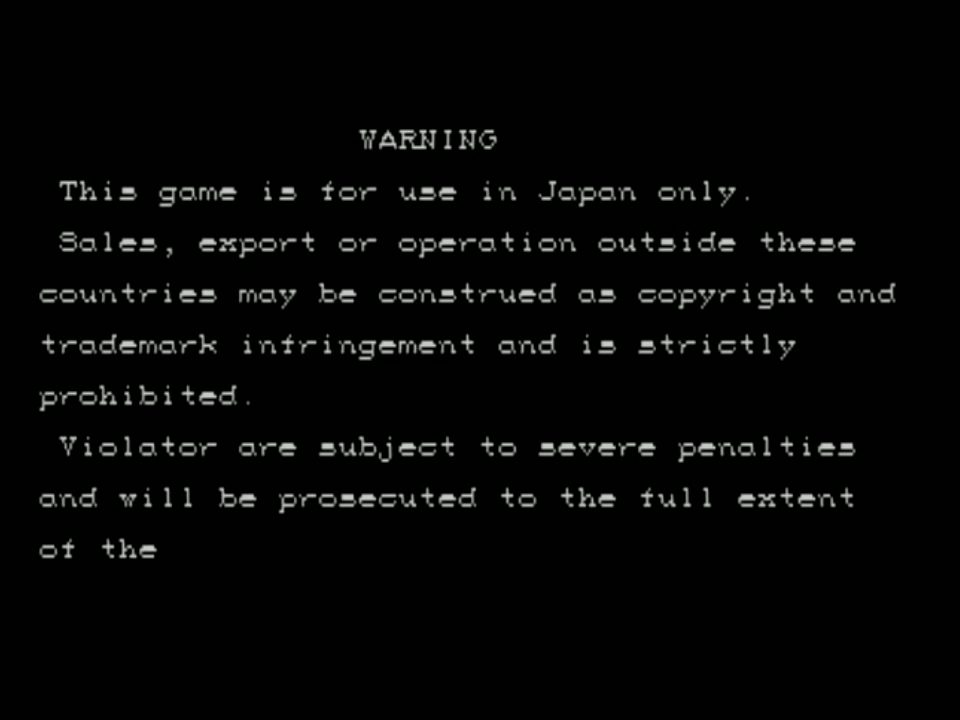 WARNING
This game is for use in Japan only.
Sales, export or operation outside these
countries may be construed as copyright and
trademark infringement and is strictly
prohibited.
Violator are subject to severe penalties
and will be prosecuted to the full extent
of the